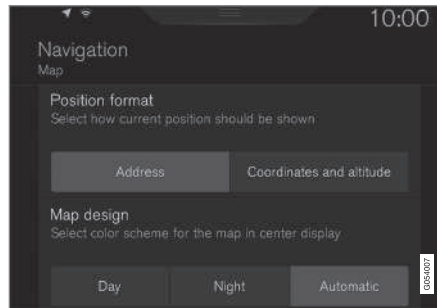 10:00
Navigation
Map
Position format
Select how current position should be shown
Address
Coordinates and altitude
Map design
Select color scheme for the map in center display
Day
Night
Automatic
G054007